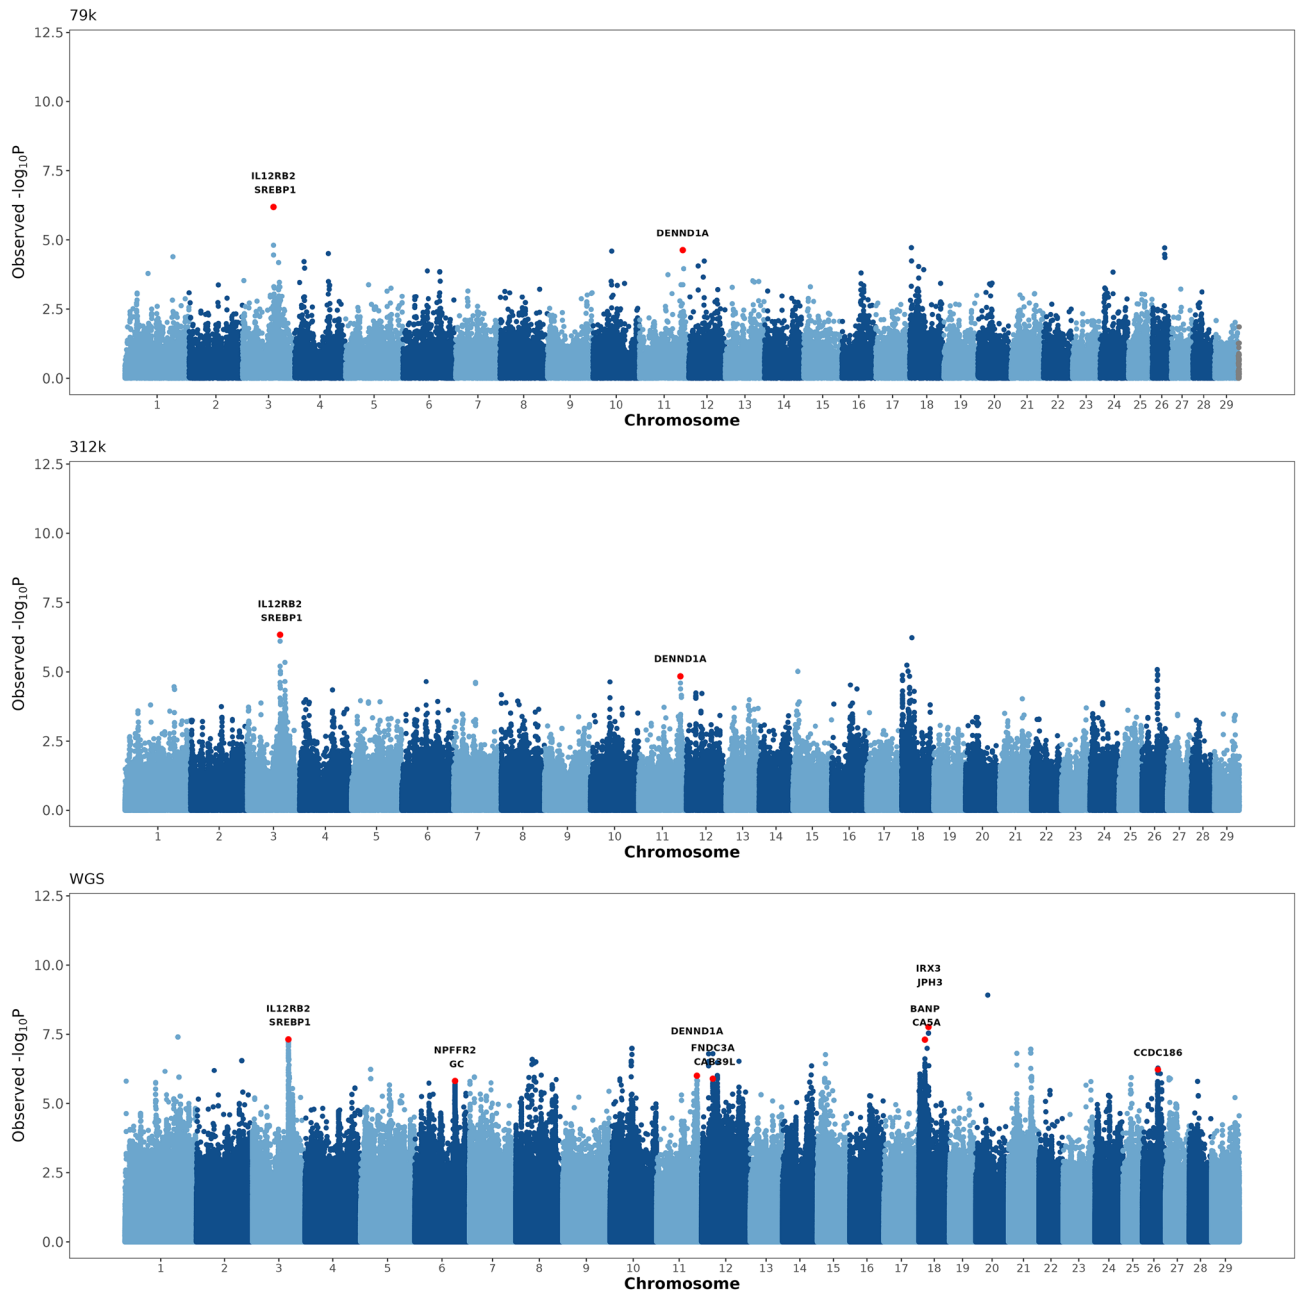 79k
12.5
10.0
7.5
5.0
2.5
0.0
Observed -log10P
IL12RB2
SREBP1
DENND1A
1 2 3 4 5 6 7 8 9 10 11 12 13 14 15 16 17 18 19 20 21 22 23 24 25 26 27 28 29
Chromosome
312k
12.5
10.0
7.5
5.0
2.5
0.0
Observed -log10P
IL12RB2
SREBP1
DENND1A
1 2 3 4 5 6 7 8 9 10 11 12 13 14 15 16 17 18 19 20 21 22 23 24 25 26 27 28 29
Chromosome
WGS
12.5
10.0
7.5
5.0
2.5
0.0
Observed -log10P
IL12RB2
SREBP1
NPFFR2
GC
DENND1A
FNDC3A
CAB39L
IRX3
JPH3
BANP
CA5A
CCDC186
1 2 3 4 5 6 7 8 9 10 11 12 13 14 15 16 17 18 19 20 21 22 23 24 25 26 27 28 29
Chromosome